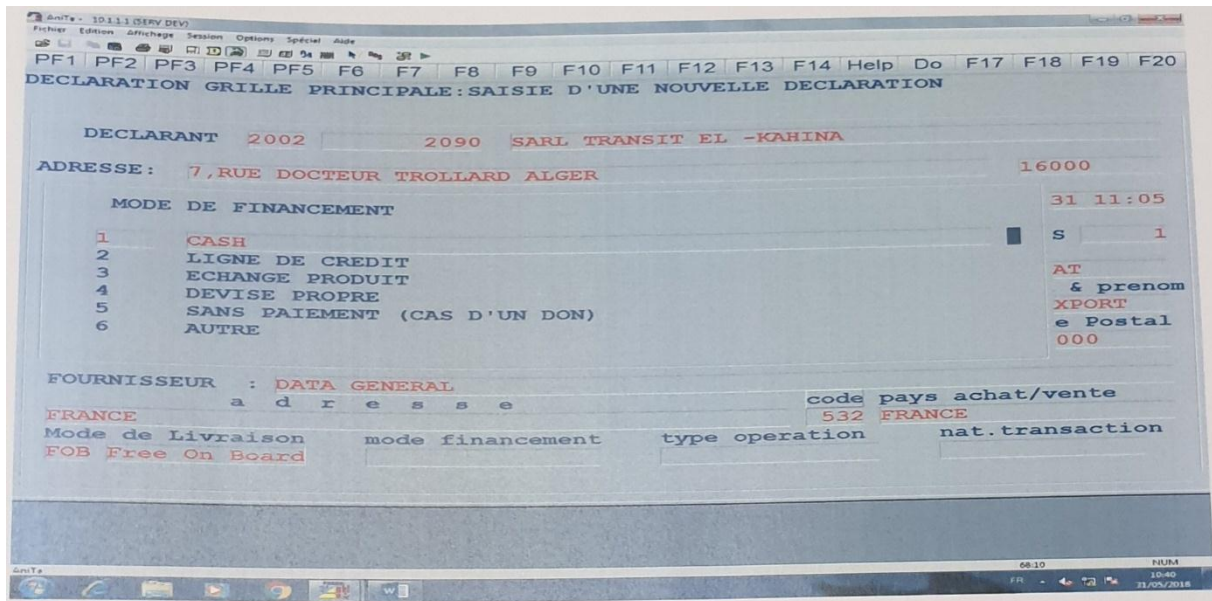 AniTa - 10.1.1.1 (SERV DEV)
Fichier Edition Affichage Session Options Spécial Aide
PF1 PF2 PF3 PF4 PF5 F6 F7 F8 F9 F10 F11 F12 F13 F14 Help Do F17 F18 F19 F20
DECLARATION GRILLE PRINCIPALE:SAISIE D'UNE NOUVELLE DECLARATION
DECLARANT 2002 2090 SARL TRANSIT EL -KAHINA
ADRESSE: 7,RUE DOCTEUR TROLLARD ALGER 16000
MODE DE FINANCEMENT 31 11:05
1 CASH S 1
2 LIGNE DE CREDIT
3 ECHANGE PRODUIT AT
4 DEVISE PROPRE & prenom
5 SANS PAIEMENT (CAS D'UN DON) XPORT
6 AUTRE e Postal
000
FOURNISSEUR : DATA GENERAL
a d r e s s e code pays achat/vente
FRANCE 532 FRANCE
Mode de Livraison mode financement type operation nat.transaction
FOB Free On Board
AniTa 68:10 NUM
FR 10:40
31/05/2018